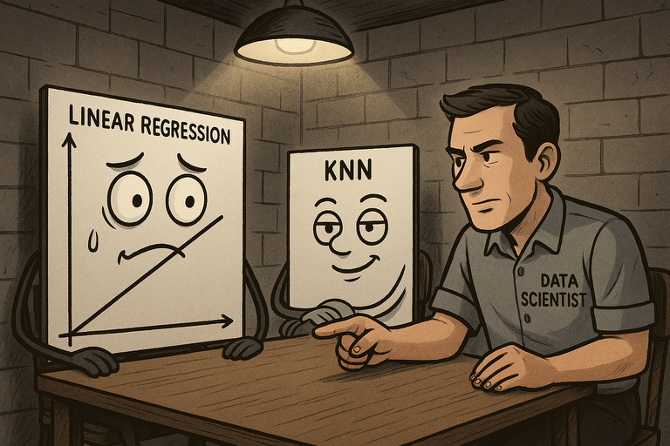 LINEAR REGRESSION
KNN
DATA
SCIENTIST